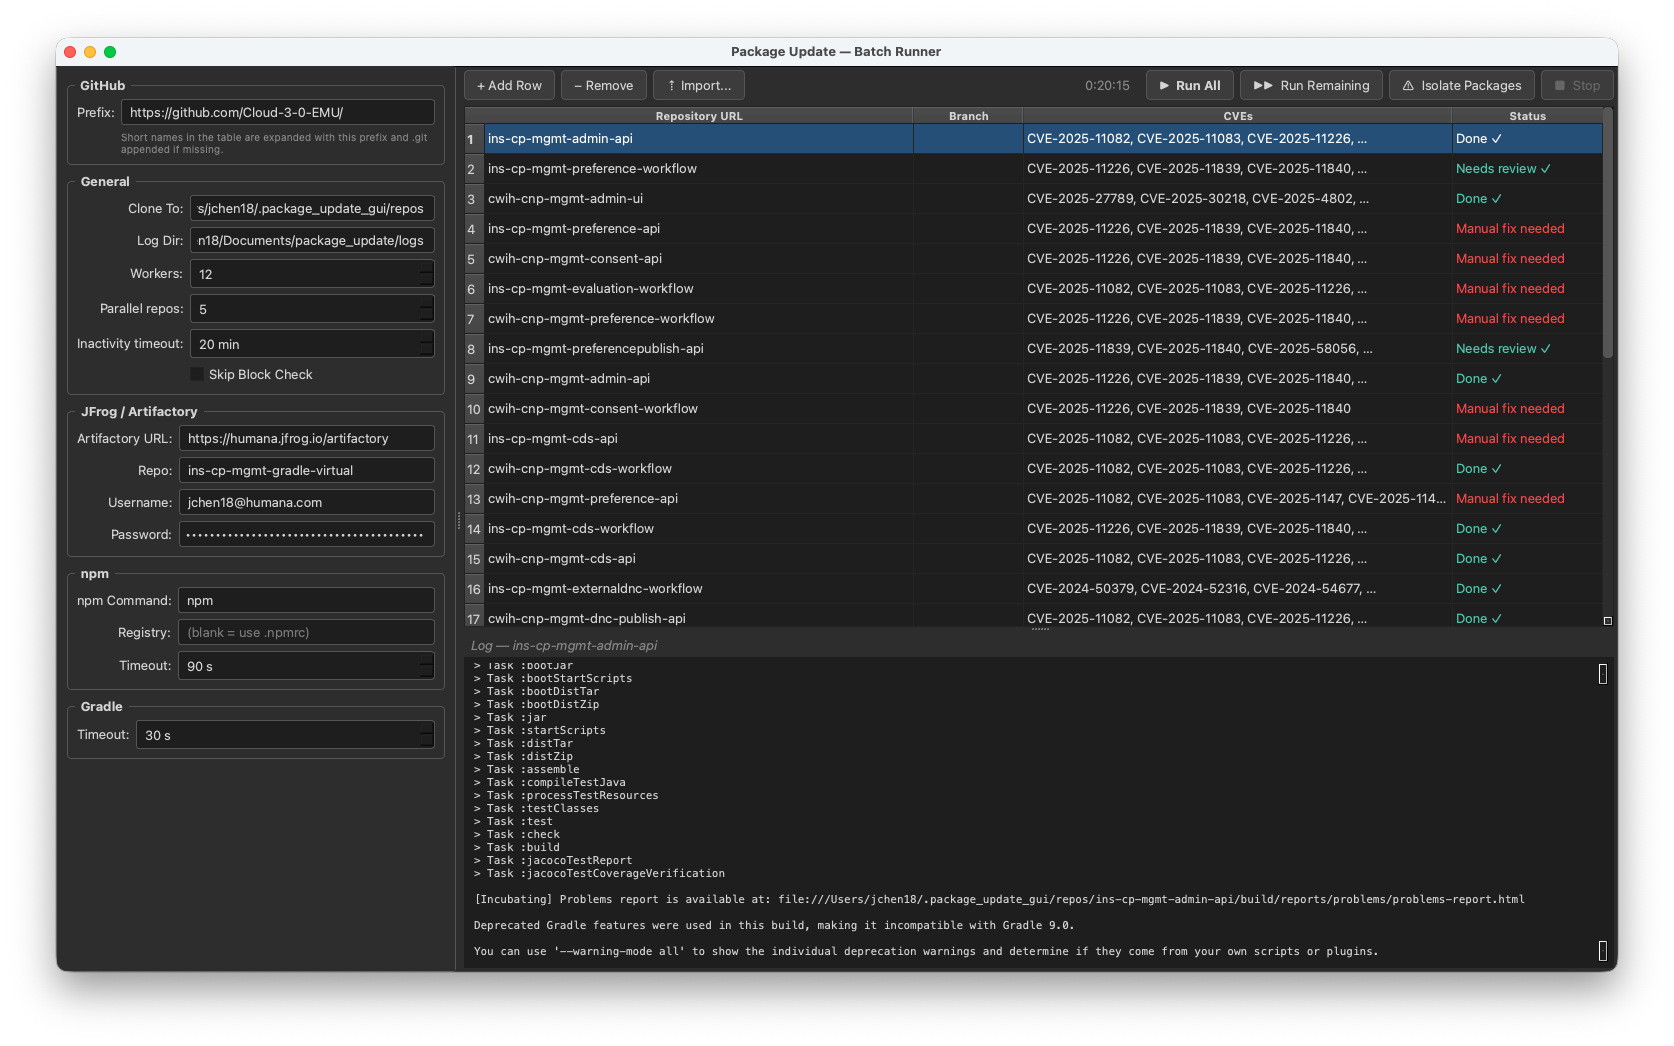 Package Update — Batch Runner
GitHub
Prefix: https://github.com/Cloud-3-0-EMU/
Short names in the table are expanded with this prefix and .git
appended if missing.
General
Clone To: s/jchen18/.package_update_gui/repos
Log Dir: n18/Documents/package_update/logs
Workers: 12
Parallel repos: 5
Inactivity timeout: 20 min
Skip Block Check
JFrog / Artifactory
Artifactory URL: https://humana.jfrog.io/artifactory
Repo: ins-cp-mgmt-gradle-virtual
Username: jchen18@humana.com
Password: ••••••••••••••••••••••••••••••••••••••••
npm
npm Command: npm
Registry: (blank = use .npmrc)
Timeout: 90 s
Gradle
Timeout: 30 s
+ Add Row − Remove ↑ Import... 0:20:15 ▶ Run All ▶▶ Run Remaining ⚠ Isolate Packages ■ Stop
Repository URL Branch CVEs Status
1 ins-cp-mgmt-admin-api CVE-2025-11082, CVE-2025-11083, CVE-2025-11226, ... Done ✓
2 ins-cp-mgmt-preference-workflow CVE-2025-11226, CVE-2025-11839, CVE-2025-11840, ... Needs review ✓
3 cwih-cnp-mgmt-admin-ui CVE-2025-27789, CVE-2025-30218, CVE-2025-4802, ... Done ✓
4 ins-cp-mgmt-preference-api CVE-2025-11226, CVE-2025-11839, CVE-2025-11840, ... Manual fix needed
5 cwih-cnp-mgmt-consent-api CVE-2025-11226, CVE-2025-11839, CVE-2025-11840, ... Manual fix needed
6 ins-cp-mgmt-evaluation-workflow CVE-2025-11082, CVE-2025-11083, CVE-2025-11226, ... Manual fix needed
7 cwih-cnp-mgmt-preference-workflow CVE-2025-11226, CVE-2025-11839, CVE-2025-11840, ... Manual fix needed
8 ins-cp-mgmt-preferencepublish-api CVE-2025-11839, CVE-2025-11840, CVE-2025-58056, ... Needs review ✓
9 cwih-cnp-mgmt-admin-api CVE-2025-11226, CVE-2025-11839, CVE-2025-11840, ... Done ✓
10 cwih-cnp-mgmt-consent-workflow CVE-2025-11226, CVE-2025-11839, CVE-2025-11840 Manual fix needed
11 ins-cp-mgmt-cds-api CVE-2025-11082, CVE-2025-11083, CVE-2025-11226, ... Manual fix needed
12 cwih-cnp-mgmt-cds-workflow CVE-2025-11082, CVE-2025-11083, CVE-2025-11226, ... Done ✓
13 cwih-cnp-mgmt-preference-api CVE-2025-11082, CVE-2025-11083, CVE-2025-1147, CVE-2025-114... Manual fix needed
14 ins-cp-mgmt-cds-workflow CVE-2025-11226, CVE-2025-11839, CVE-2025-11840, ... Done ✓
15 cwih-cnp-mgmt-cds-api CVE-2025-11082, CVE-2025-11083, CVE-2025-11226, ... Done ✓
16 ins-cp-mgmt-externaldnc-workflow CVE-2024-50379, CVE-2024-52316, CVE-2024-54677, ... Done ✓
17 cwih-cnp-mgmt-dnc-publish-api CVE-2025-11082, CVE-2025-11083, CVE-2025-11226, ... Done ✓
Log — ins-cp-mgmt-admin-api
> Task :bootJar
> Task :bootStartScripts
> Task :bootDistTar
> Task :bootDistZip
> Task :jar
> Task :startScripts
> Task :distTar
> Task :distZip
> Task :assemble
> Task :compileTestJava
> Task :processTestResources
> Task :testClasses
> Task :test
> Task :check
> Task :build
> Task :jacocoTestReport
> Task :jacocoTestCoverageVerification
[Incubating] Problems report is available at: file:///Users/jchen18/.package_update_gui/repos/ins-cp-mgmt-admin-api/build/reports/problems/problems-report.html
Deprecated Gradle features were used in this build, making it incompatible with Gradle 9.0.
You can use '--warning-mode all' to show the individual deprecation warnings and determine if they come from your own scripts or plugins.